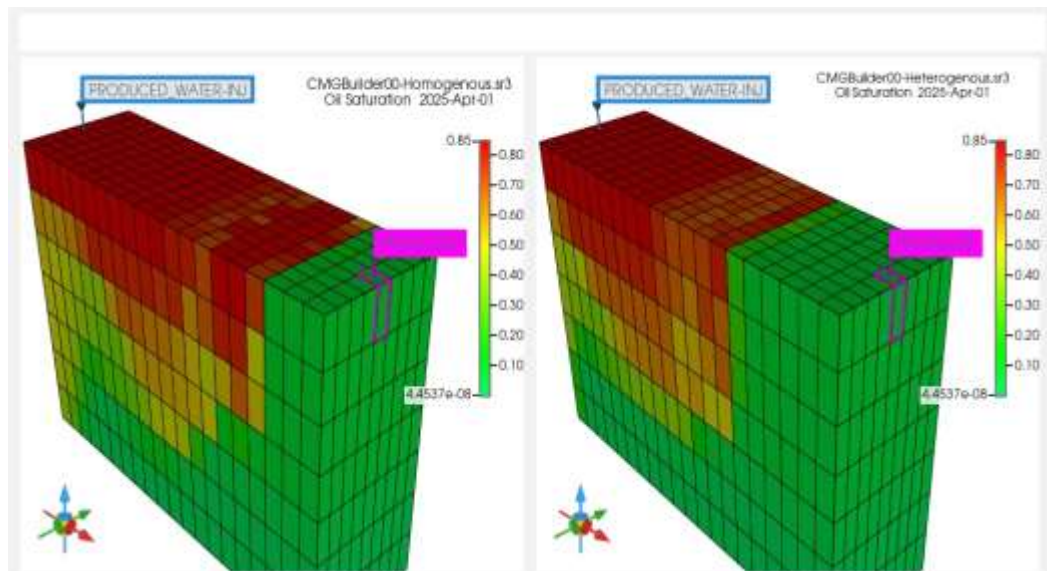 PRODUCED_WATER-INJ
CMGBuilder00-Homogenous.sr3
Oil Saturation 2025-Apr-01
0.85
0.80
0.70
0.60
0.50
0.40
0.30
0.20
0.10
4.4537e-08
PRODUCED_WATER-INJ
CMGBuilder00-Heterogenous.sr3
Oil Saturation 2025-Apr-01
0.85
0.80
0.70
0.60
0.50
0.40
0.30
0.20
0.10
4.4537e-08